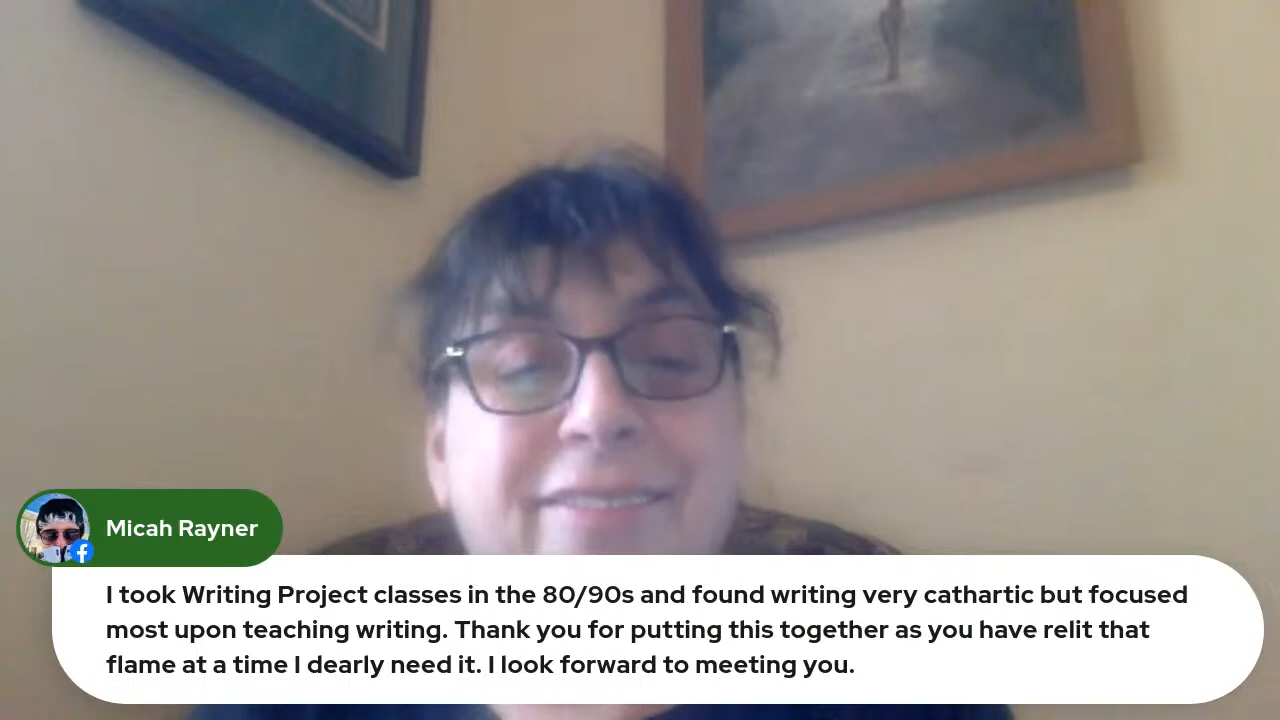 Micah Rayner
I took Writing Project classes in the 80/90s and found writing very cathartic but focused
most upon teaching writing. Thank you for putting this together as you have relit that
flame at a time I dearly need it. I look forward to meeting you.